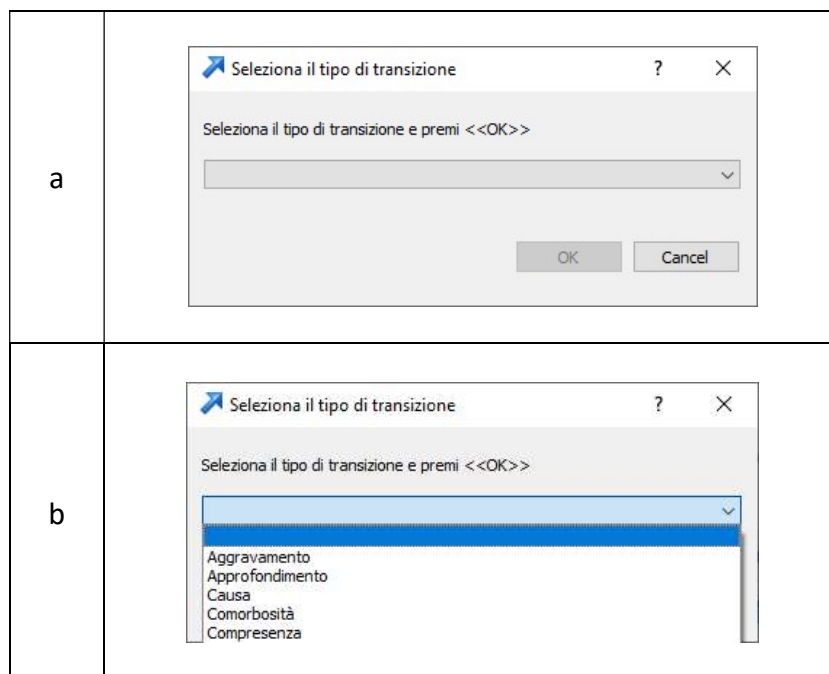 a
Seleziona il tipo di transizione
?
Seleziona il tipo di transizione e premi <<OK>>
OK Cancel
b
Seleziona il tipo di transizione
?
Seleziona il tipo di transizione e premi <<OK>>
Aggravamento
Approfondimento
Causa
Comorbosità
Compresenza